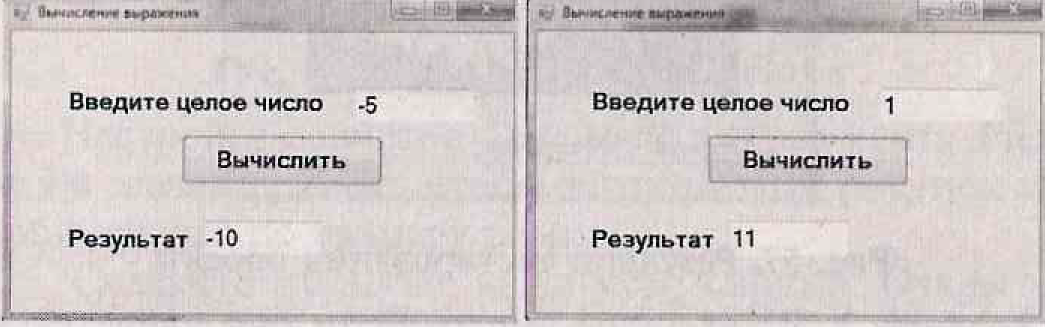 Вычисление выражения
Введите целое число -5
Вычислить
Результат -10
Вычисление выражения
Введите целое число 1
Вычислить
Результат 11